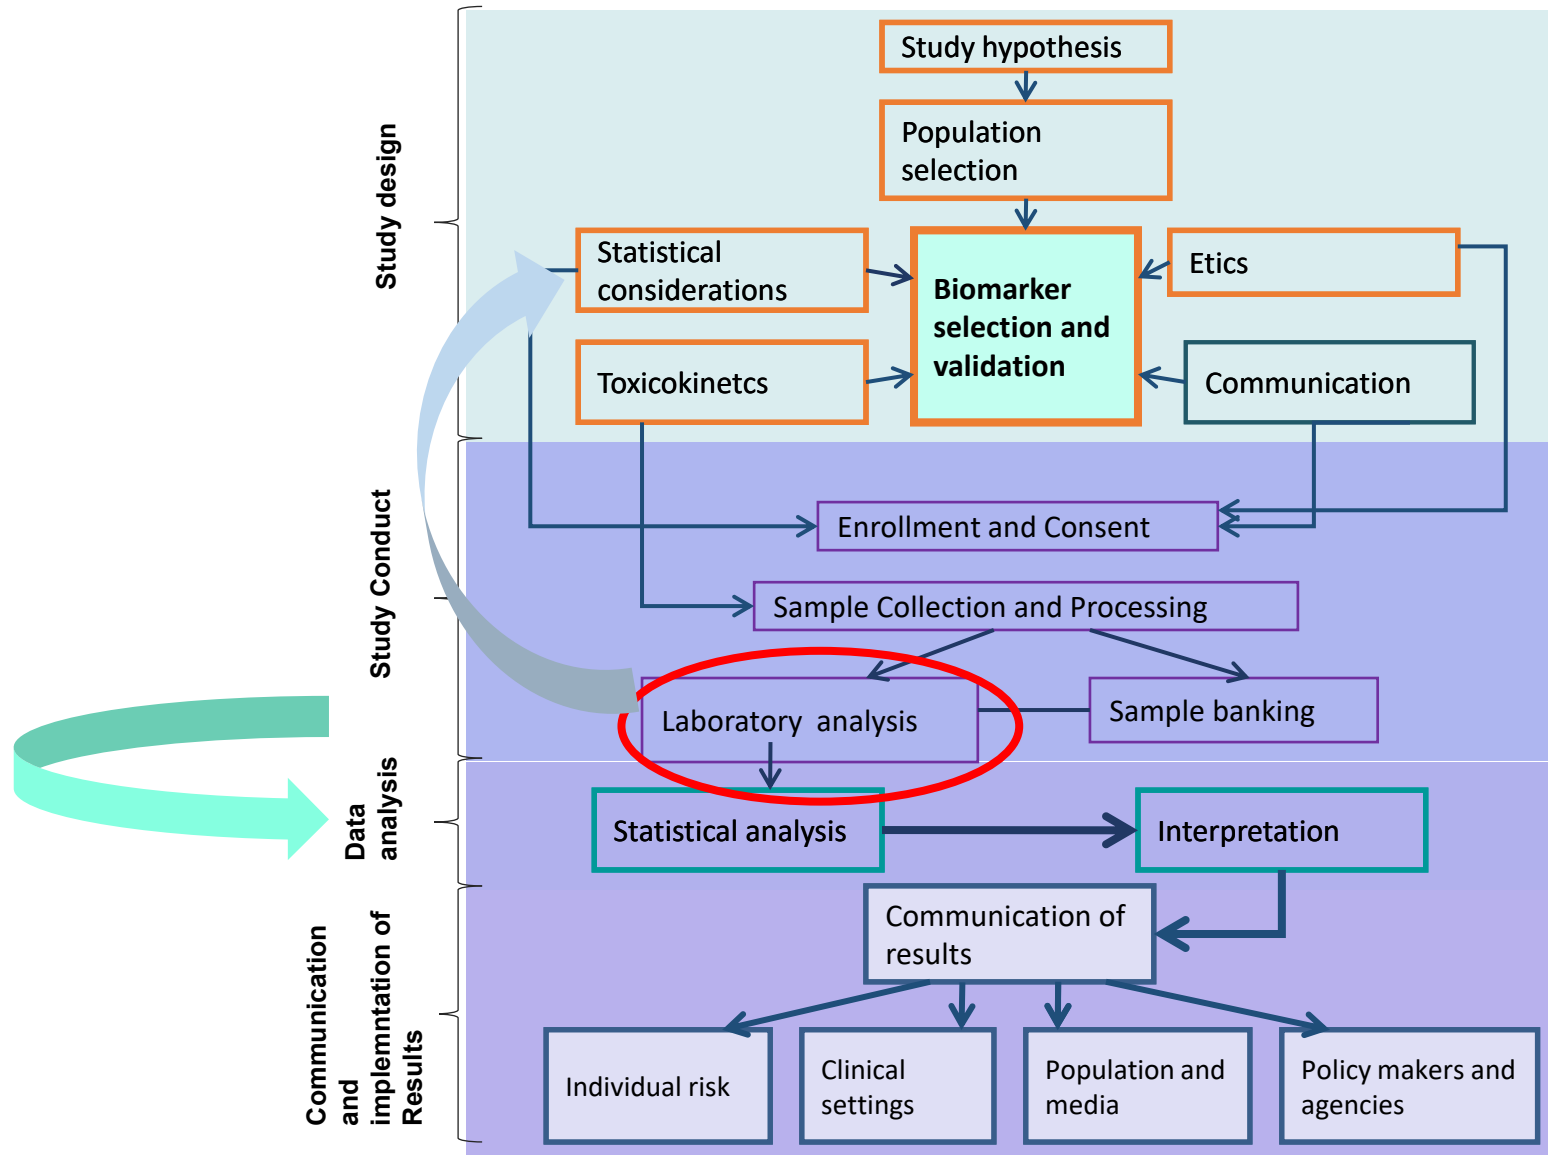 Study design
Study hypothesis
Population
selection
Statistical
considerations
Biomarker
selection and
validation
Etics
Toxicokinetcs
Communication
Study Conduct
Enrollment and Consent
Sample Collection and Processing
Laboratory analysis
Sample banking
Data
analysis
Statistical analysis
Interpretation
Communication
and
implemntation of
Results
Communication of
results
Individual risk
Clinical
settings
Population and
media
Policy makers and
agencies